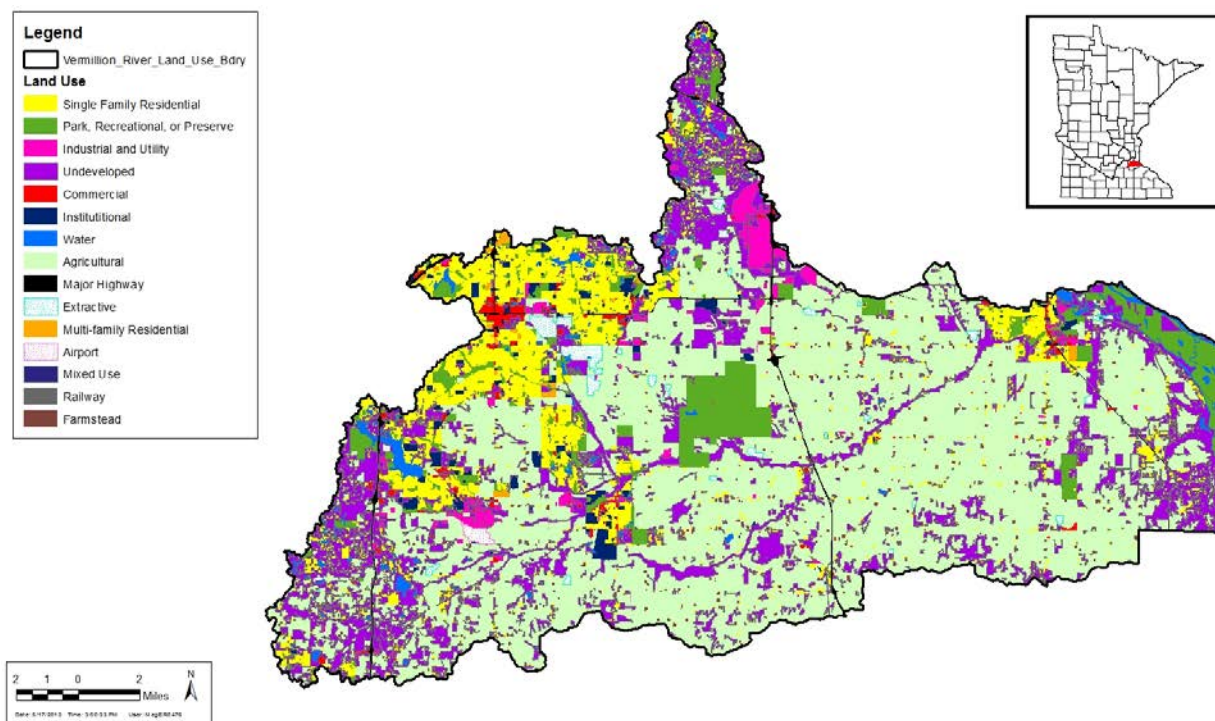 Legend
Vermillion_River_Land_Use_Bdry
Land Use
Single Family Residential
Park, Recreational, or Preserve
Industrial and Utility
Undeveloped
Commercial
Institutitional
Water
Agricultural
Major Highway
Extractive
Multi-family Residential
Airport
Mixed Use
Railway
Farmstead
2 1 0 2
Miles
N